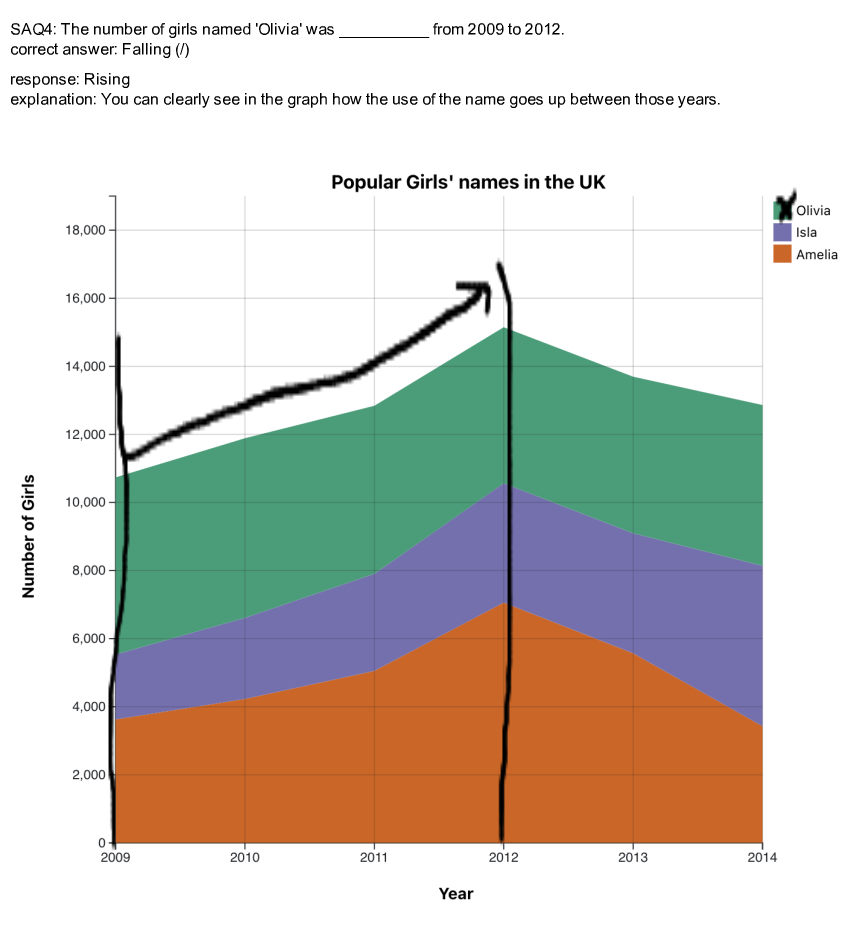 SAQ4: The number of girls named 'Olivia' was ___________ from 2009 to 2012.
correct answer: Falling (/)
response: Rising
explanation: You can clearly see in the graph how the use of the name goes up between those years.
Popular Girls' names in the UK
Olivia
Isla
Amelia
18,000
16,000
14,000
12,000
10,000
8,000
6,000
4,000
2,000
0
Number of Girls
2009 2010 2011 2012 2013 2014
Year